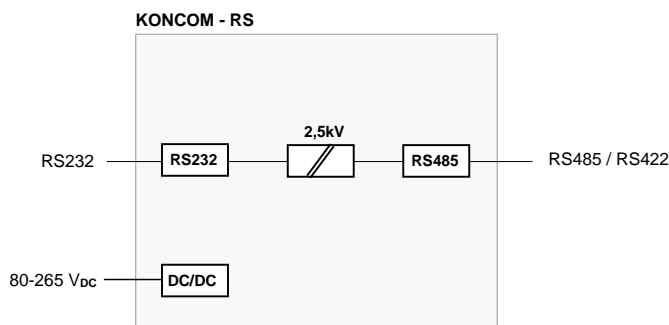 KONCOM - RS
2,5kV
RS232 RS232 RS485 RS485 / RS422
80-265 VDC DC/DC